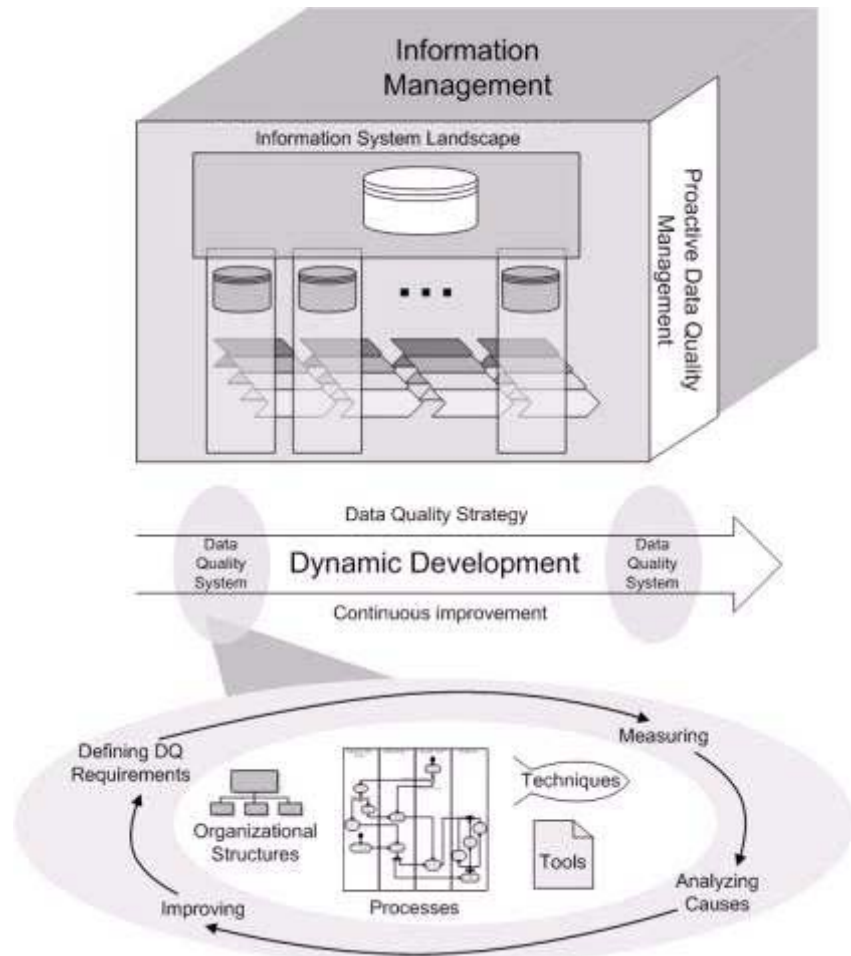 Information
Management
Information System Landscape
Proactive Data Quality
Management
Data Quality Strategy
Data
Quality
System
Dynamic Development
Data
Quality
System
Continuous improvement
Defining DQ
Requirements
Measuring
Organizational
Structures
Processes
Techniques
Tools
Improving
Analyzing
Causes